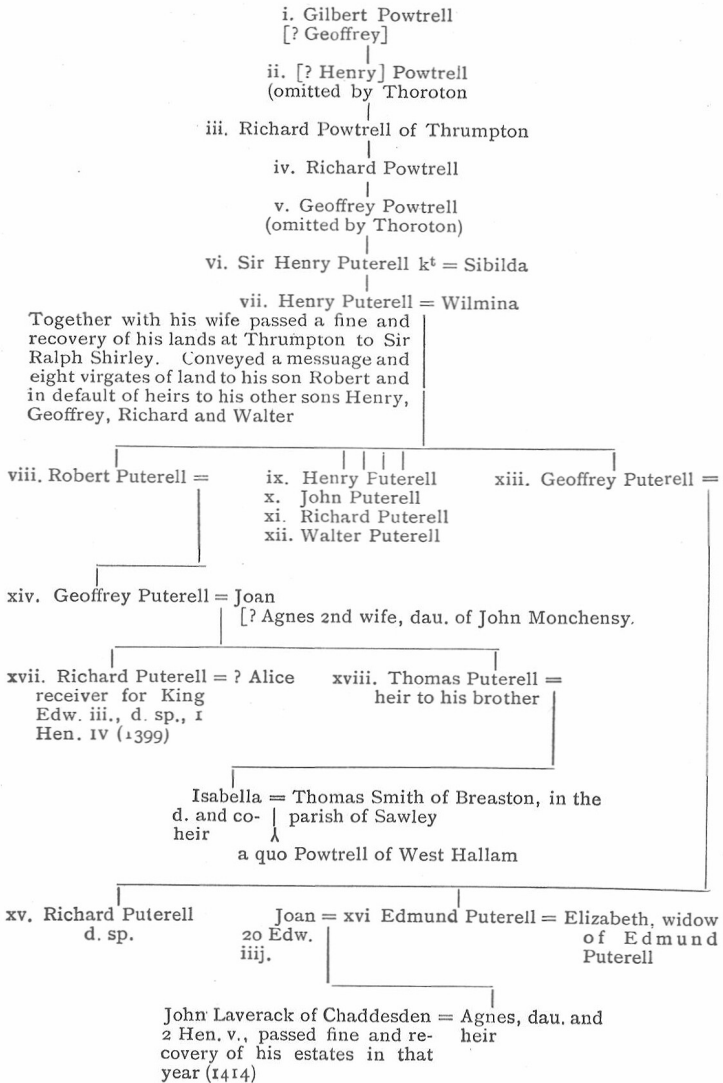 i. Gilbert Powtrell
[? Geoffrey]
ii. [? Henry] Powtrell
(omitted by Thoroton
iii. Richard Powtrell of Thrumpton
iv. Richard Powtrell
v. Geoffrey Powtrell
(omitted by Thoroton)
vi. Sir Henry Puterell kᵗ = Sibilda
vii. Henry Puterell = Wilmina
Together with his wife passed a fine and
recovery of his lands at Thrumpton to Sir
Ralph Shirley. Conveyed a messuage and
eight virgates of land to his son Robert and
in default of heirs to his other sons Henry,
Geoffrey, Richard and Walter
viii. Robert Puterell =
ix. Henry Futerell
x. John Puterell
xi. Richard Puterell
xii. Walter Puterell
xiii. Geoffrey Puterell =
xiv. Geoffrey Puterell = Joan
[? Agnes 2nd wife, dau. of John Monchensy.
xvii. Richard Puterell = ? Alice
receiver for King
Edw. iii., d. sp., 1
Hen. IV (1399)
xviii. Thomas Puterell =
heir to his brother
Isabella = Thomas Smith of Breaston, in the
d. and co- parish of Sawley
heir
a quo Powtrell of West Hallam
xv. Richard Puterell
d. sp.
Joan = xvi Edmund Puterell = Elizabeth, widow
20 Edw. of Edmund
iiij. Puterell
John Laverack of Chaddesden = Agnes, dau. and
2 Hen. v., passed fine and re- heir
covery of his estates in that
year (1414)